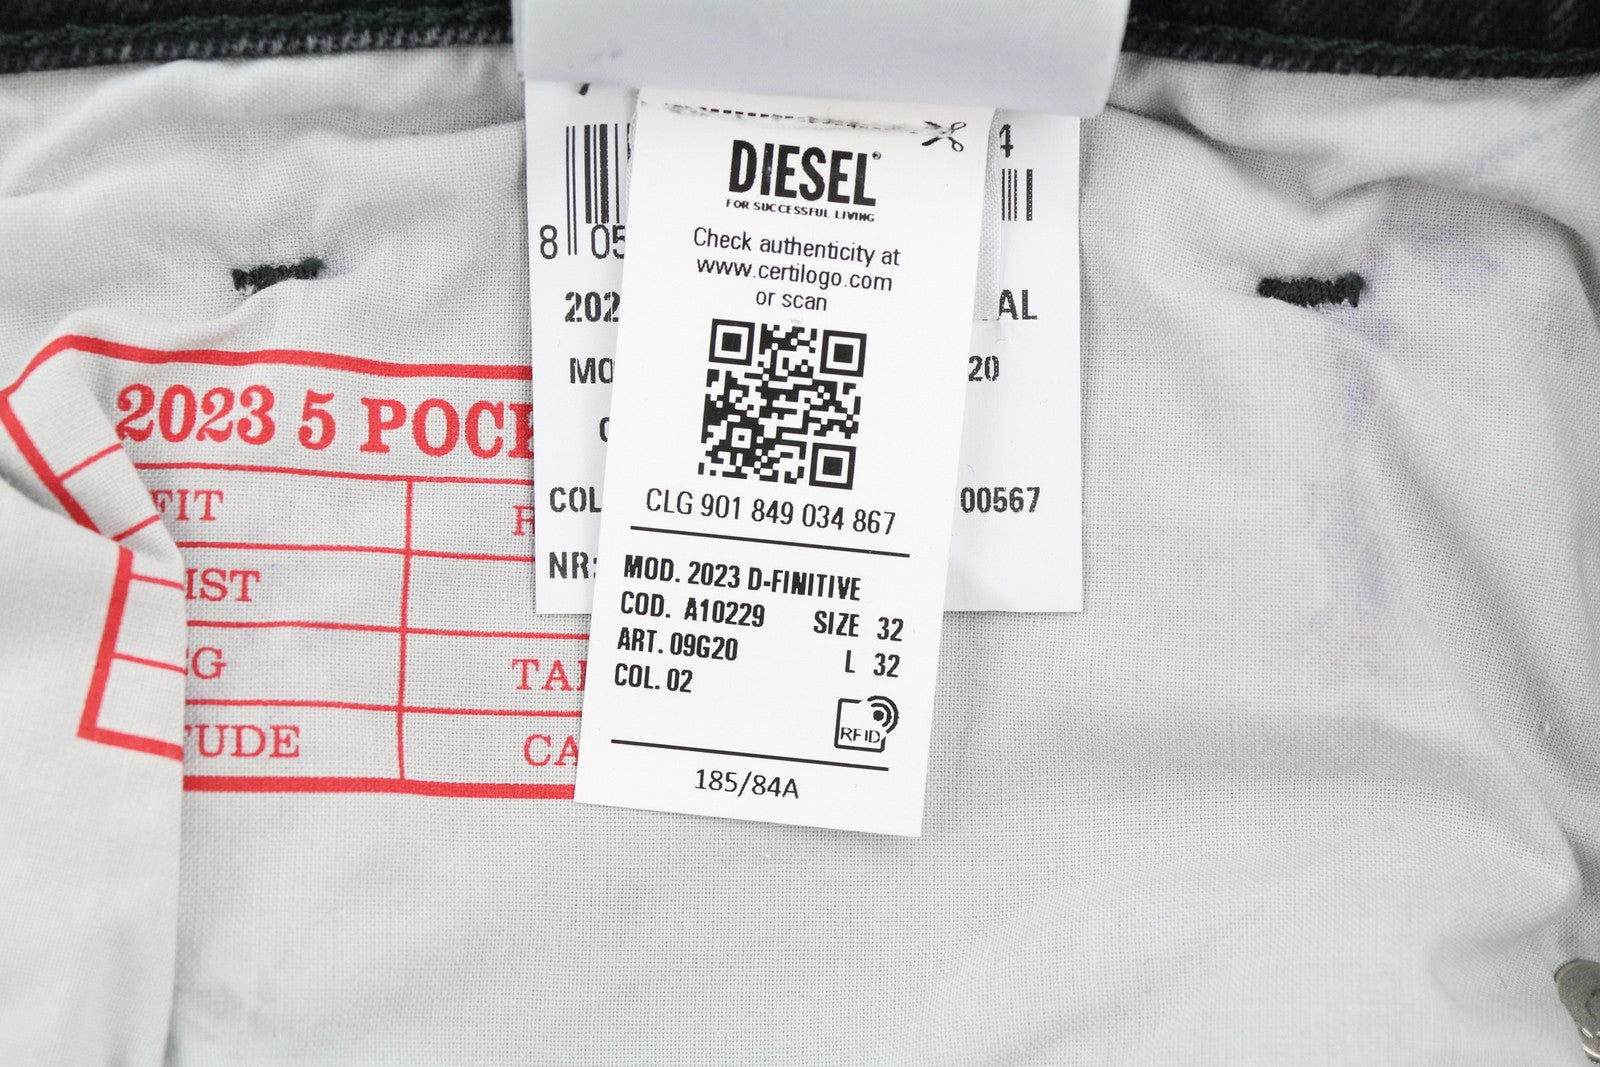 DIESEL®
FOR SUCCESSFUL LIVING
Check authenticity at
www.certilogo.com
or scan
CLG 901 849 034 867
MOD. 2023 D-FINITIVE
COD. A10229 SIZE 32
ART. 09G20 L 32
COL. 02
RFID
185/84A
4
8 05
202 AL
MO 20
COL 00567
NR:
2023 5 POCK
FIT R
IST
G TA
UDE CA